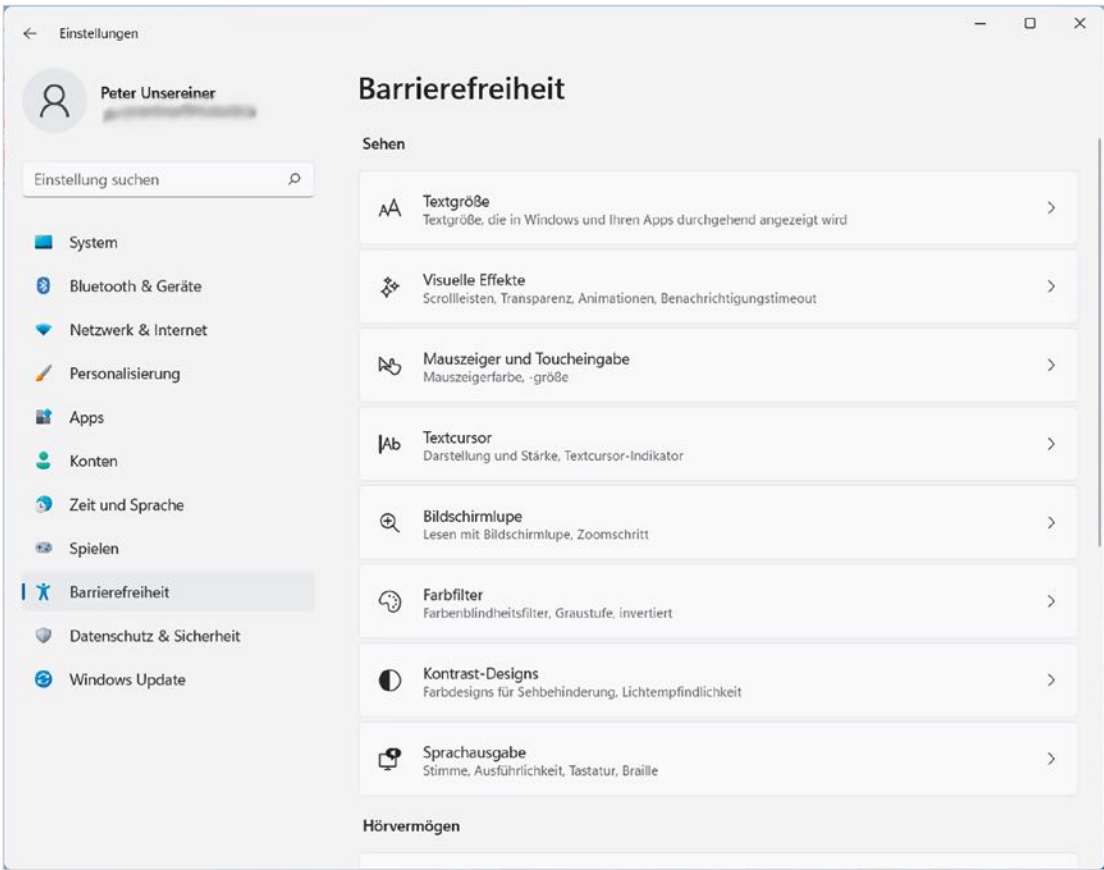 Einstellungen
Peter Unsereiner
Einstellung suchen
System
Bluetooth & Geräte
Netzwerk & Internet
Personalisierung
Apps
Konten
Zeit und Sprache
Spielen
Barrierefreiheit
Datenschutz & Sicherheit
Windows Update
Barrierefreiheit
Sehen
Textgröße
Textgröße, die in Windows und Ihren Apps durchgehend angezeigt wird
Visuelle Effekte
Scrollleisten, Transparenz, Animationen, Benachrichtigungstimeout
Mauszeiger und Toucheingabe
Mauszeigerfarbe, -größe
Textcursor
Darstellung und Stärke, Textcursor-Indikator
Bildschirmlupe
Lesen mit Bildschirmlupe, Zoomschritt
Farbfilter
Farbenblindheitsfilter, Graustufe, invertiert
Kontrast-Designs
Farbdesigns für Sehbehinderung, Lichtempfindlichkeit
Sprachausgabe
Stimme, Ausführlichkeit, Tastatur, Braille
Hörvermögen